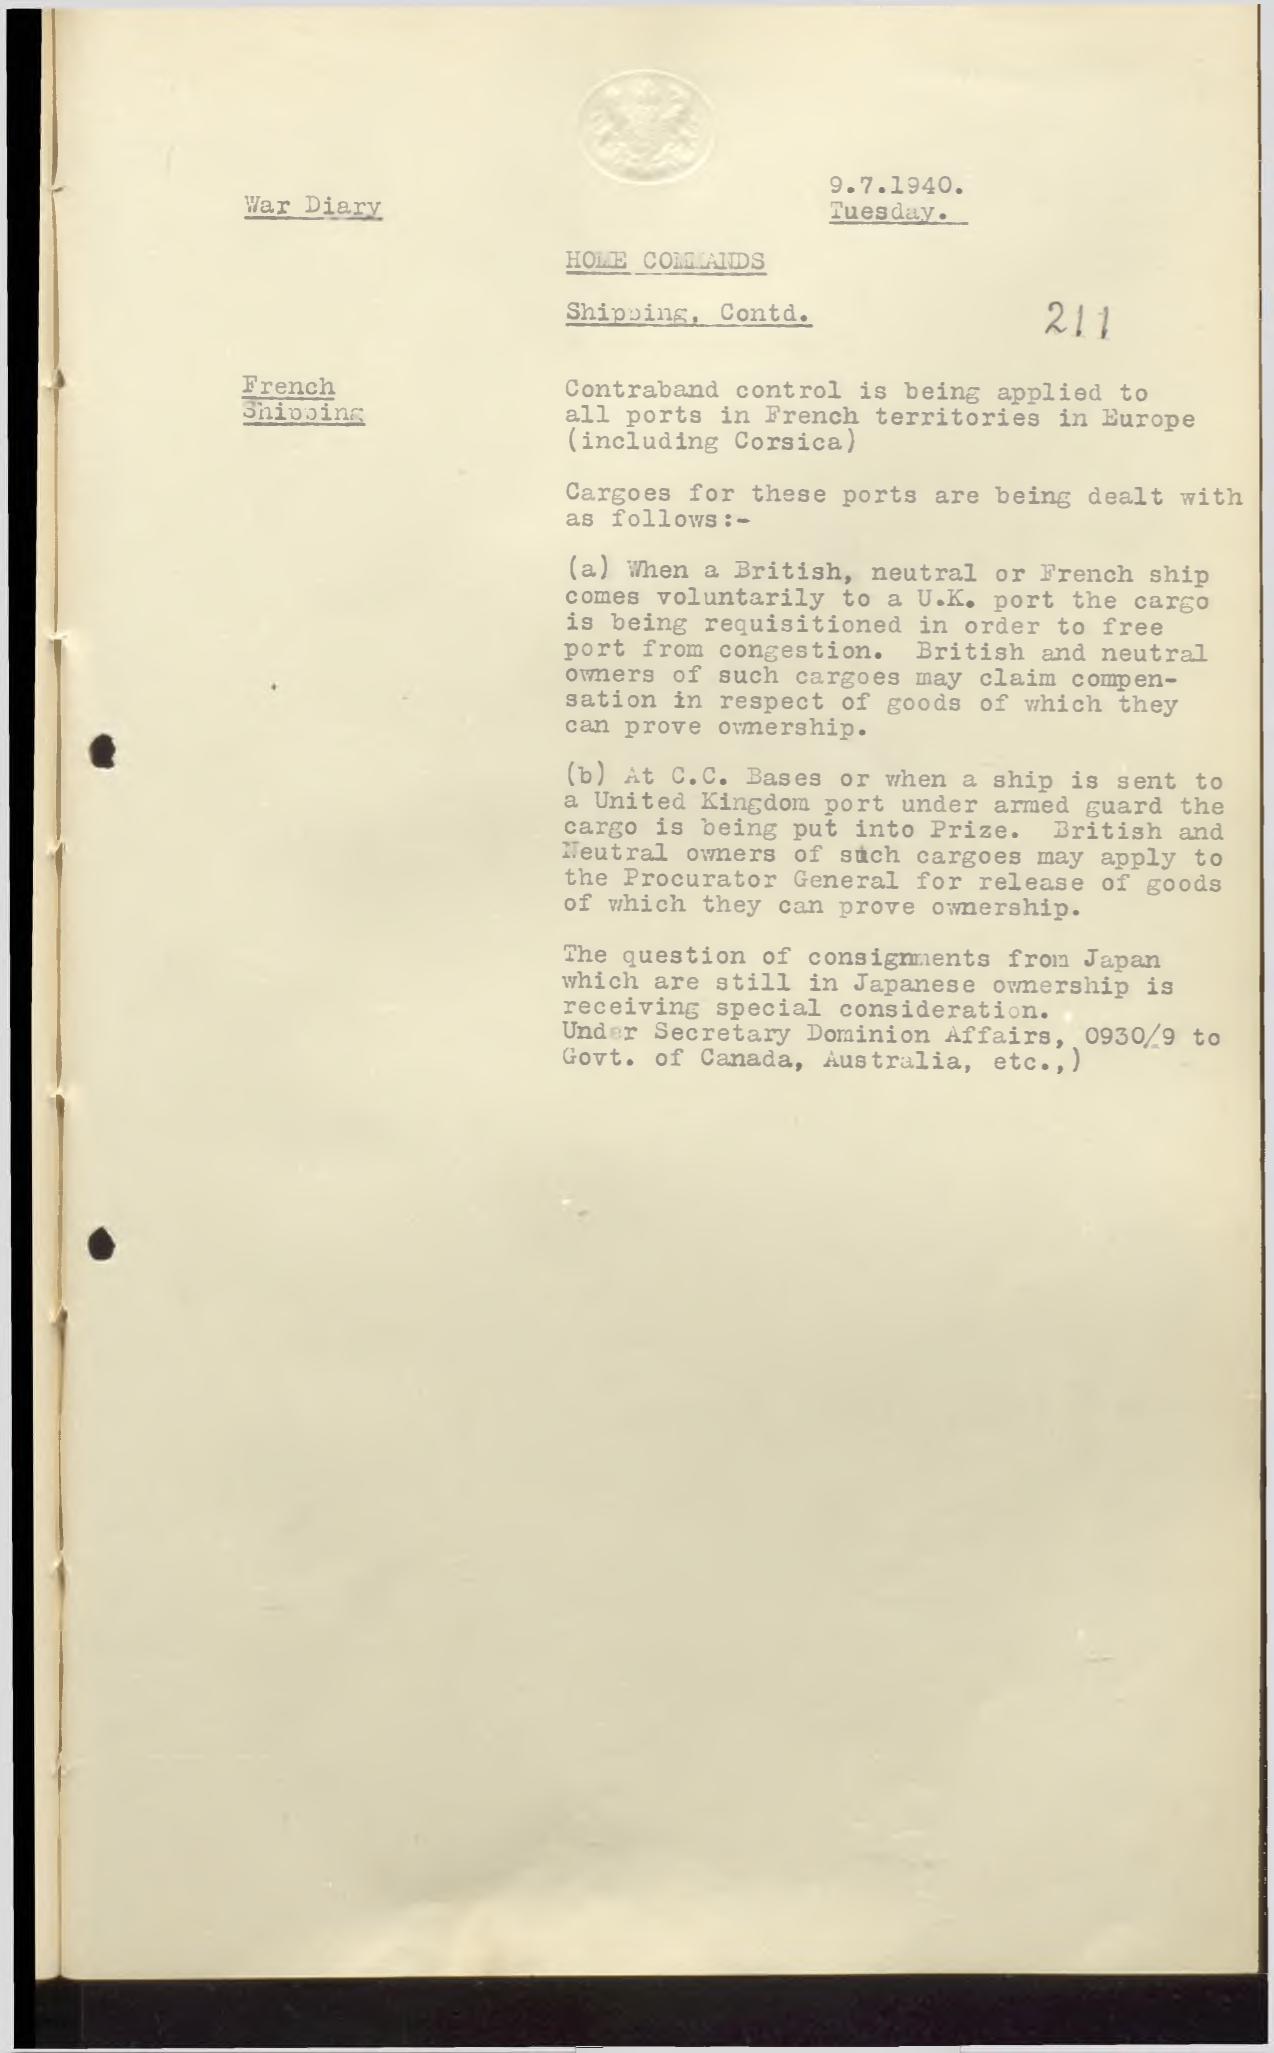 War Diary
9.7.1940.
Tuesday.
HOME COMMANDS
Shipping, Contd.
211
French
Shipping
Contraband control is being applied to
all ports in French territories in Europe
(including Corsica)
Cargoes for these ports are being dealt with
as follows:-
(a) When a British, neutral or French ship
comes voluntarily to a U.K. port the cargo
is being requisitioned in order to free
port from congestion. British and neutral
owners of such cargoes may claim compen-
sation in respect of goods of which they
can prove ownership.
(b) At C.C. Bases or when a ship is sent to
a United Kingdom port under armed guard the
cargo is being put into Prize. British and
Neutral owners of such cargoes may apply to
the Procurator General for release of goods
of which they can prove ownership.
The question of consignments from Japan
which are still in Japanese ownership is
receiving special consideration.
Under Secretary Dominion Affairs, 0930/9 to
Govt. of Canada, Australia, etc.,)